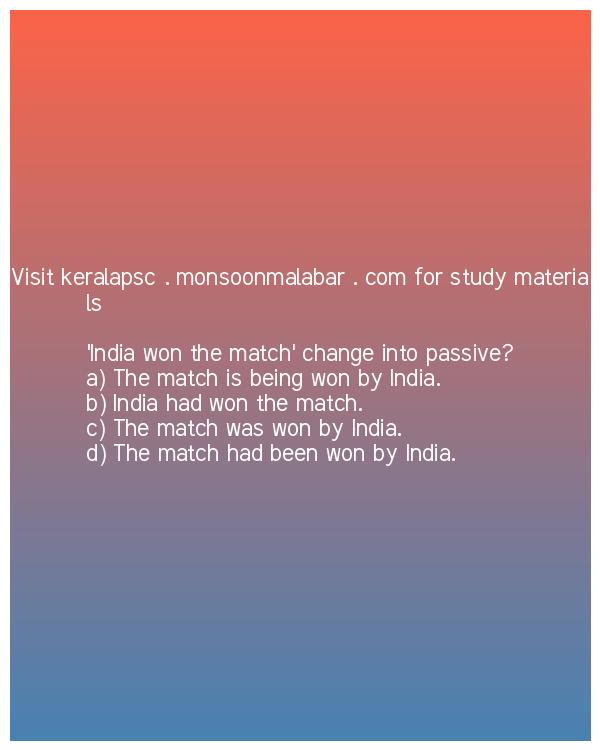 Visit keralapsc . monsoonmalabar . com for study materia
ls
'India won the match' change into passive?
a) The match is being won by India.
b) India had won the match.
c) The match was won by India.
d) The match had been won by India.